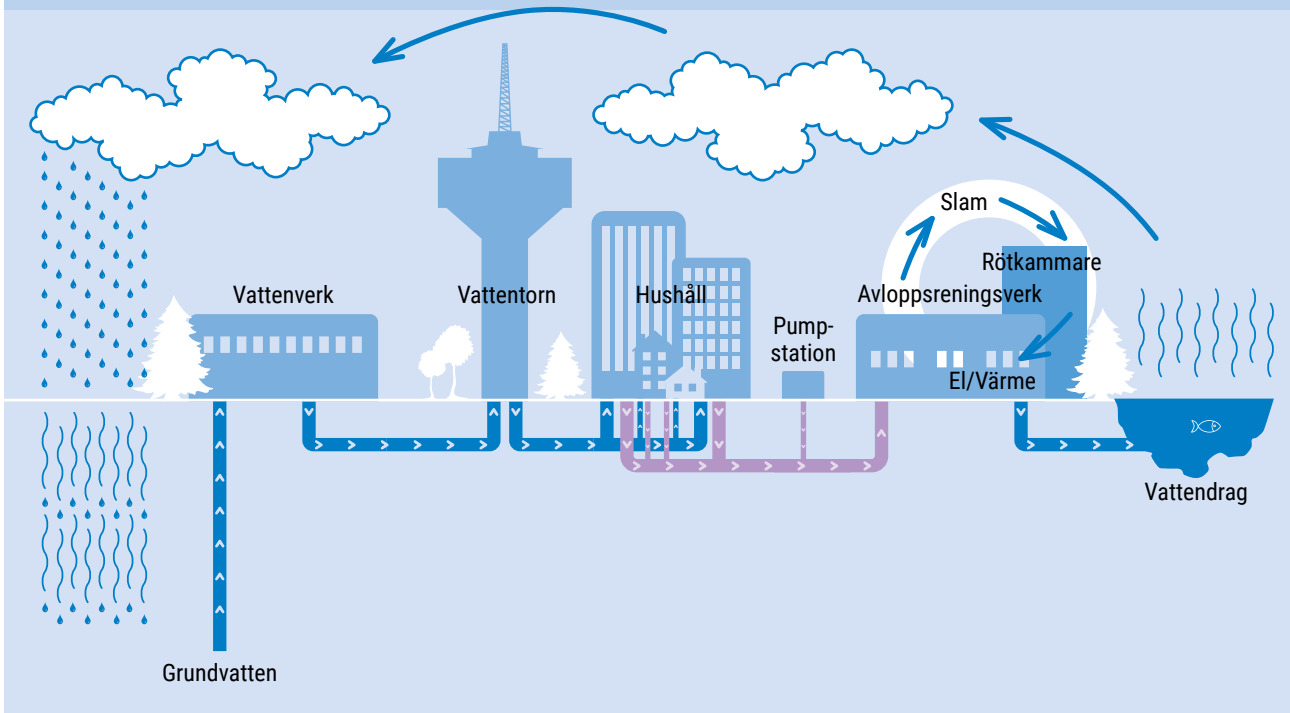 Slam
Rötkammare
Vattenverk
Vattentorn
Hushåll
Avloppsreningsverk
Pump-
station
El/Värme
Vattendrag
Grundvatten